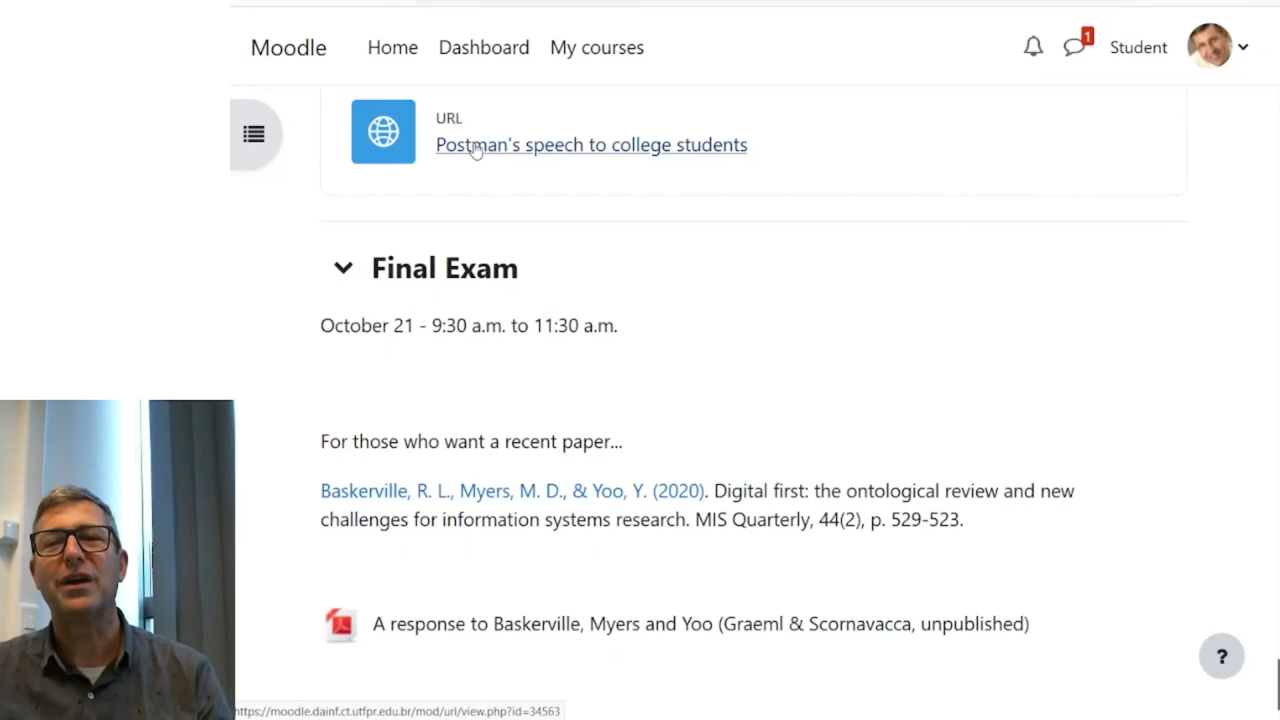 Moodle Home Dashboard My courses 1 Student
URL
Postman's speech to college students
Final Exam
October 21 - 9:30 a.m. to 11:30 a.m.
For those who want a recent paper...
Baskerville, R. L., Myers, M. D., & Yoo, Y. (2020). Digital first: the ontological review and new
challenges for information systems research. MIS Quarterly, 44(2), p. 529-523.
A response to Baskerville, Myers and Yoo (Graeml & Scornavacca, unpublished)
?
https://moodle.dainf.ct.utfpr.edu.br/mod/url/view.php?id=34563